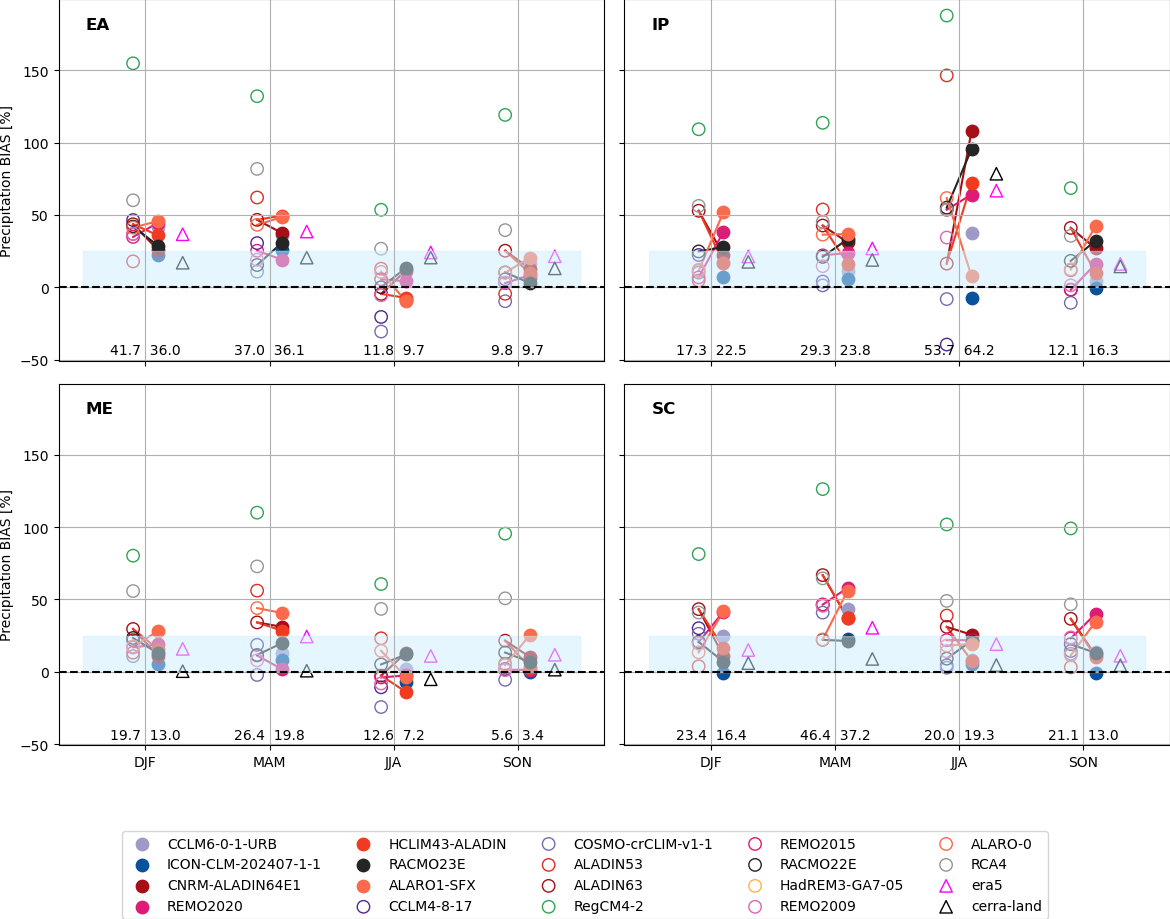 EA
IP
150
100
50
0
−50
Precipitation BIAS [%]
41.7 36.0 37.0 36.1 11.8 9.7 9.8 9.7
17.3 22.5 29.3 23.8 53.7 64.2 12.1 16.3
ME
SC
150
100
50
0
−50
Precipitation BIAS [%]
19.7 13.0 26.4 19.8 12.6 7.2 5.6 3.4
23.4 16.4 46.4 37.2 20.0 19.3 21.1 13.0
DJF MAM JJA SON
DJF MAM JJA SON
CCLM6-0-1-URB
ICON-CLM-202407-1-1
CNRM-ALADIN64E1
REMO2020
HCLIM43-ALADIN
RACMO23E
ALARO1-SFX
CCLM4-8-17
COSMO-crCLIM-v1-1
ALADIN53
ALADIN63
RegCM4-2
REMO2015
RACMO22E
HadREM3-GA7-05
REMO2009
ALARO-0
RCA4
era5
cerra-land